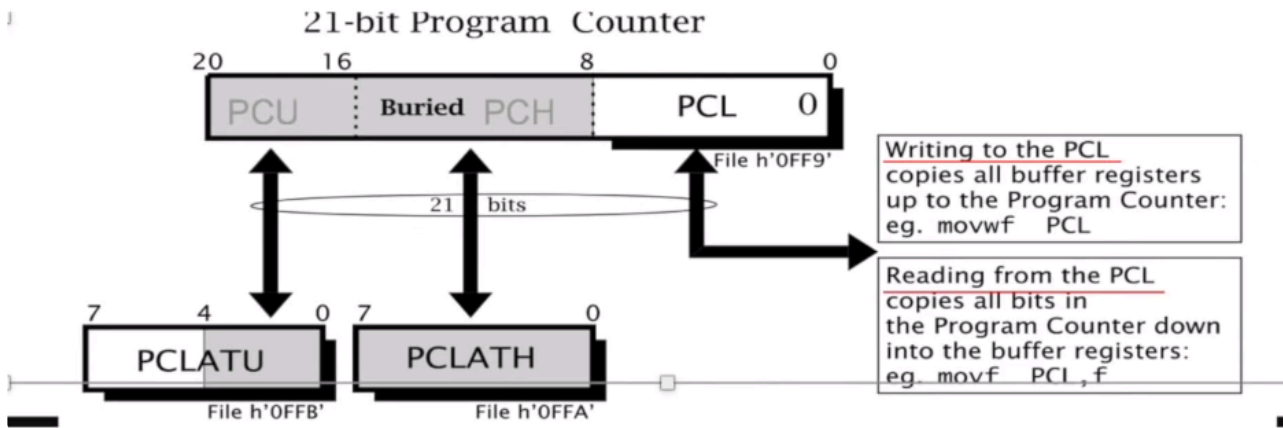 21-bit Program Counter
20 16 8 0
PCU Buried PCH PCL 0
File h'0FF9'
21 bits
Writing to the PCL
copies all buffer registers
up to the Program Counter:
eg. movwf PCL
Reading from the PCL
copies all bits in
the Program Counter down
into the buffer registers:
eg. movf PCL,f
7 4 0 7 0
PCLATU PCLATH
File h'0FFB' File h'0FFA'